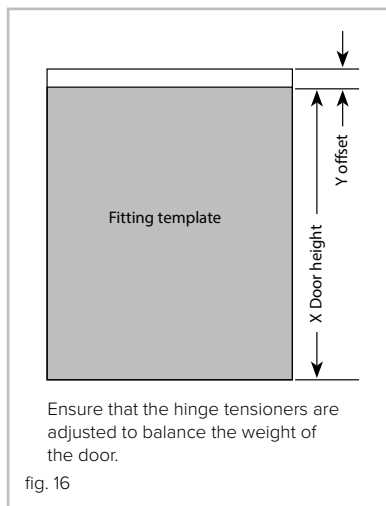 Y offset
X Door height
Fitting template
Ensure that the hinge tensioners are
adjusted to balance the weight of
the door.
fig. 16